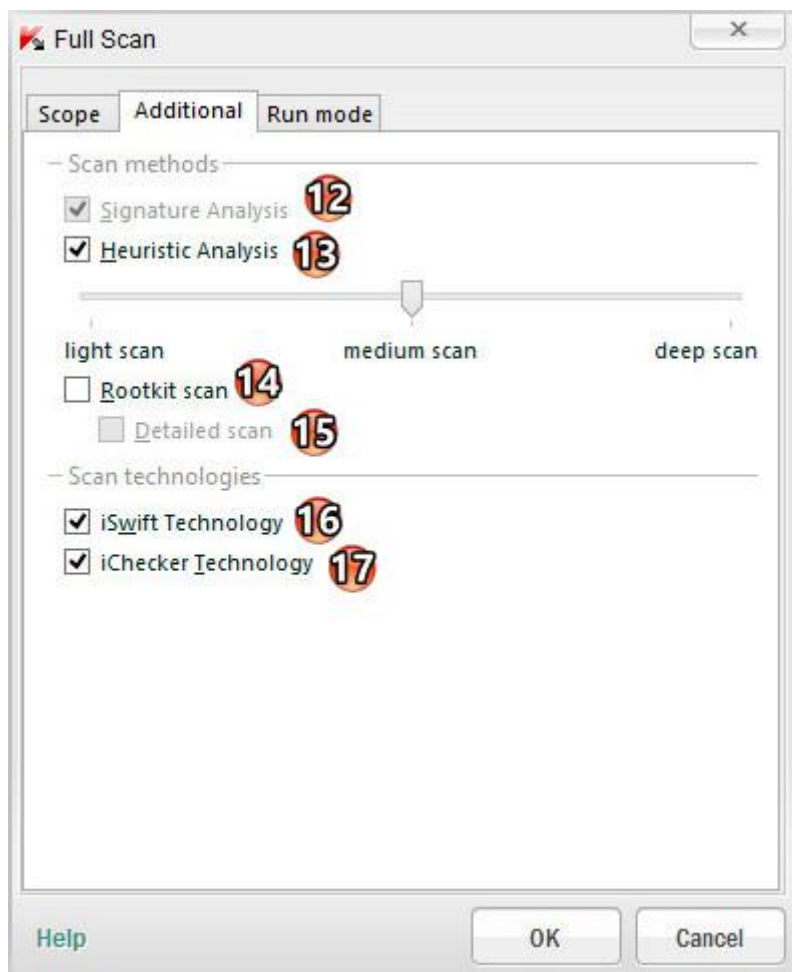 Full Scan
Scope Additional Run mode
Scan methods
Signature Analysis 12
Heuristic Analysis 13
light scan medium scan deep scan
Rootkit scan 14
Detailed scan 15
Scan technologies
iSwift Technology 16
iChecker Technology 17
Help OK Cancel